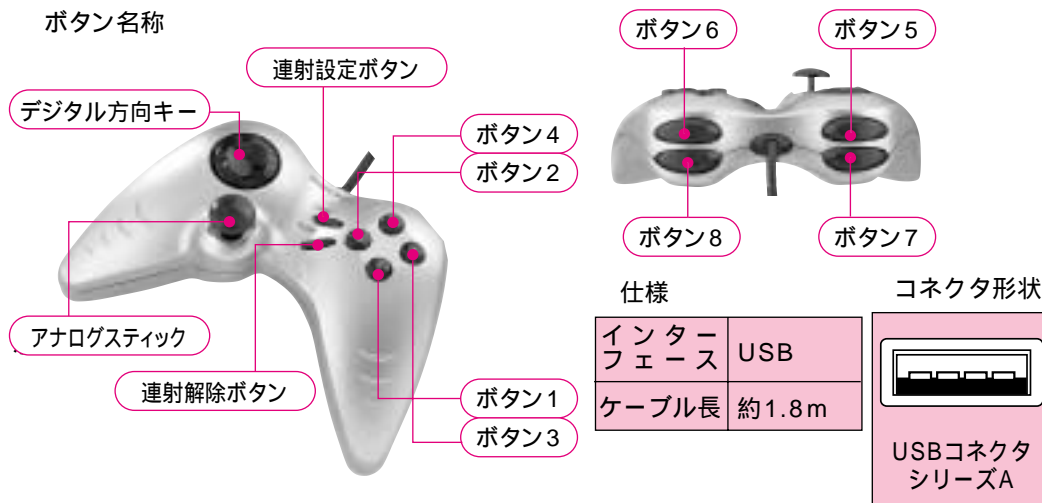 ボタン名称
連射設定ボタン
デジタル方向キー
ボタン4
ボタン2
アナログスティック
連射解除ボタン
ボタン1
ボタン3
ボタン6
ボタン5
ボタン8
ボタン7
仕様
インター
フェース
USB
ケーブル長
約1.8m
コネクタ形状
USBコネクタ
シリーズA